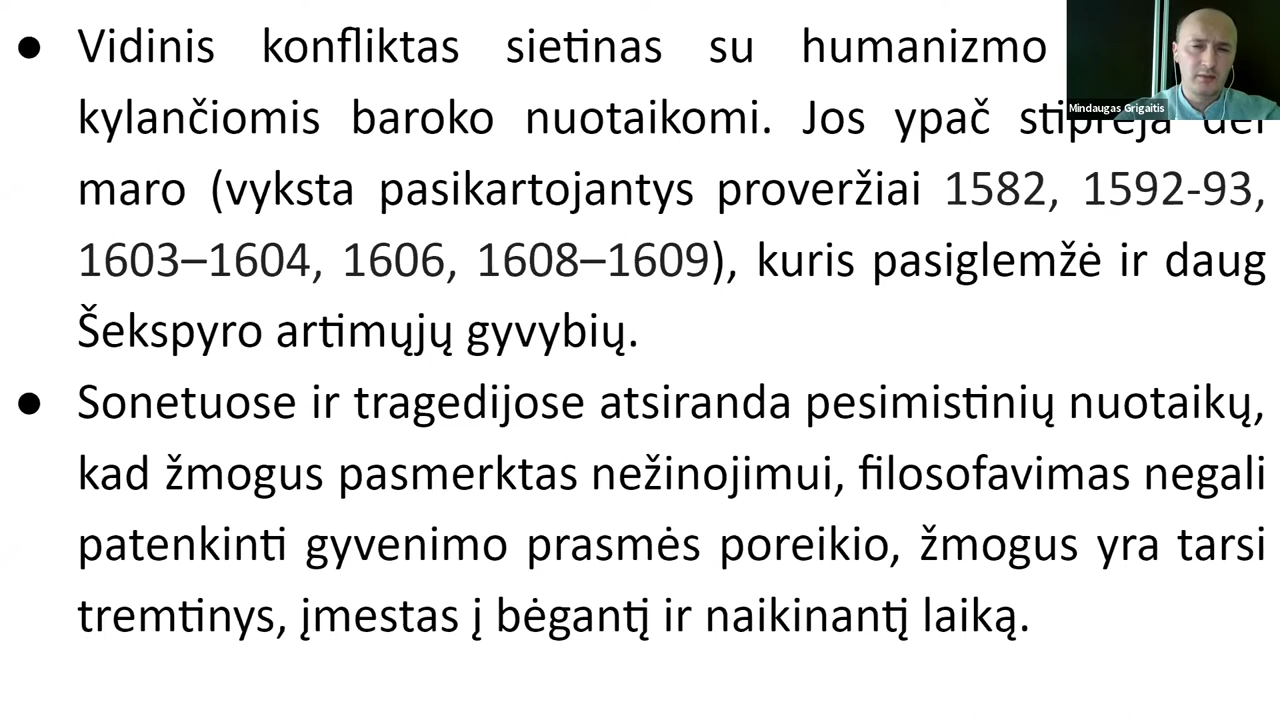 ● Vidinis konfliktas sietinas su humanizmo
Mindaugas Grigaitis
kylančiomis baroko nuotaikomi. Jos ypač stiprėja dėl
maro (vyksta pasikartojantys proveržiai 1582, 1592-93,
1603–1604, 1606, 1608–1609), kuris pasiglemžė ir daug
Šekspyro artimųjų gyvybių.
● Sonetuose ir tragedijose atsiranda pesimistinių nuotaikų,
kad žmogus pasmerktas nežinojimui, filosofavimas negali
patenkinti gyvenimo prasmės poreikio, žmogus yra tarsi
tremtinys, įmestas į bėgantį ir naikinantį laiką.